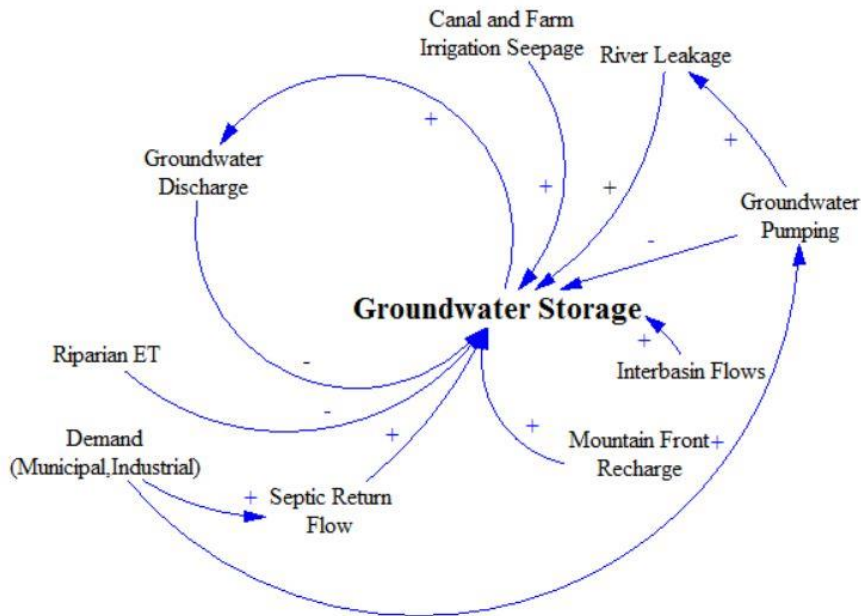 Canal and Farm
Irrigation Seepage
River Leakage
+
+
Groundwater
Discharge
+
+
Groundwater
Pumping
-
Groundwater Storage
+
Interbasin Flows
Riparian ET
-
-
Demand
(Municipal,Industrial)
+
+
Mountain Front+
Recharge
+
Septic Return
Flow